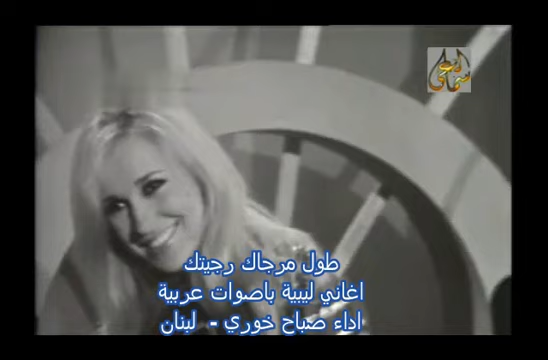 طول مرجاك رجيتك
اغاني ليبية باصوات عربية
اداء صباح خوري - لبنان